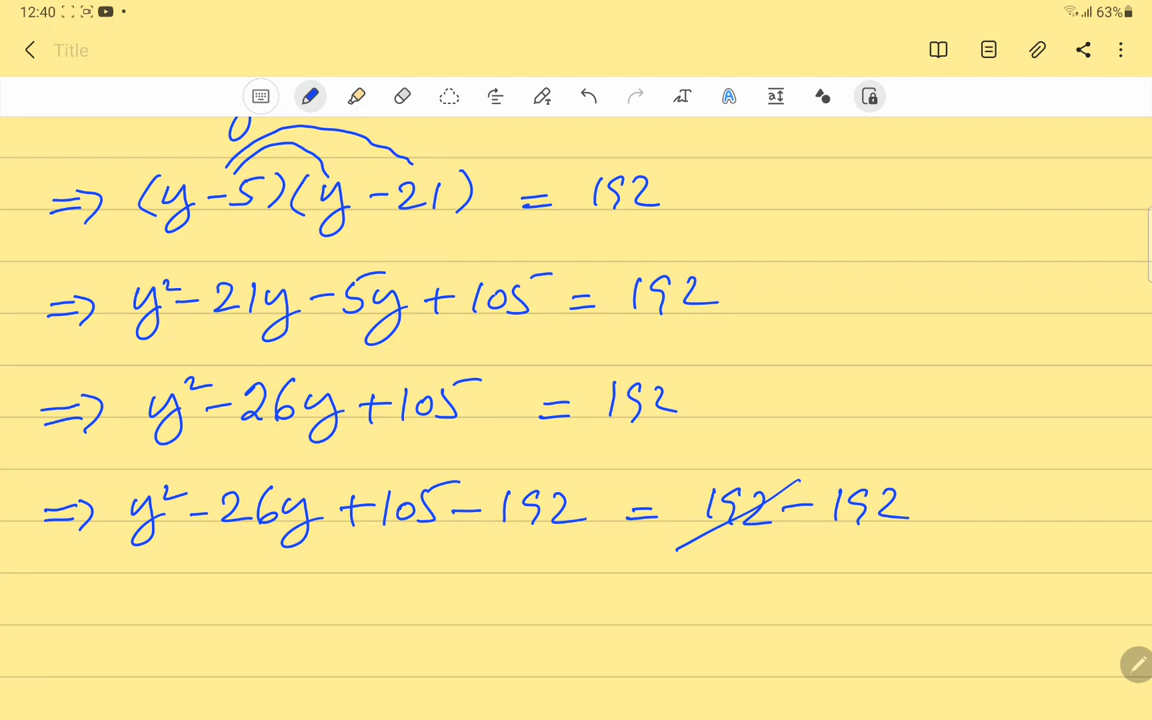 12:40 63%
Title
⇒ (y - 5)(y - 21) = 192
⇒ y² - 21y - 5y + 105 = 192
⇒ y² - 26y + 105 = 192
⇒ y² - 26y + 105 - 192 = 192 - 192